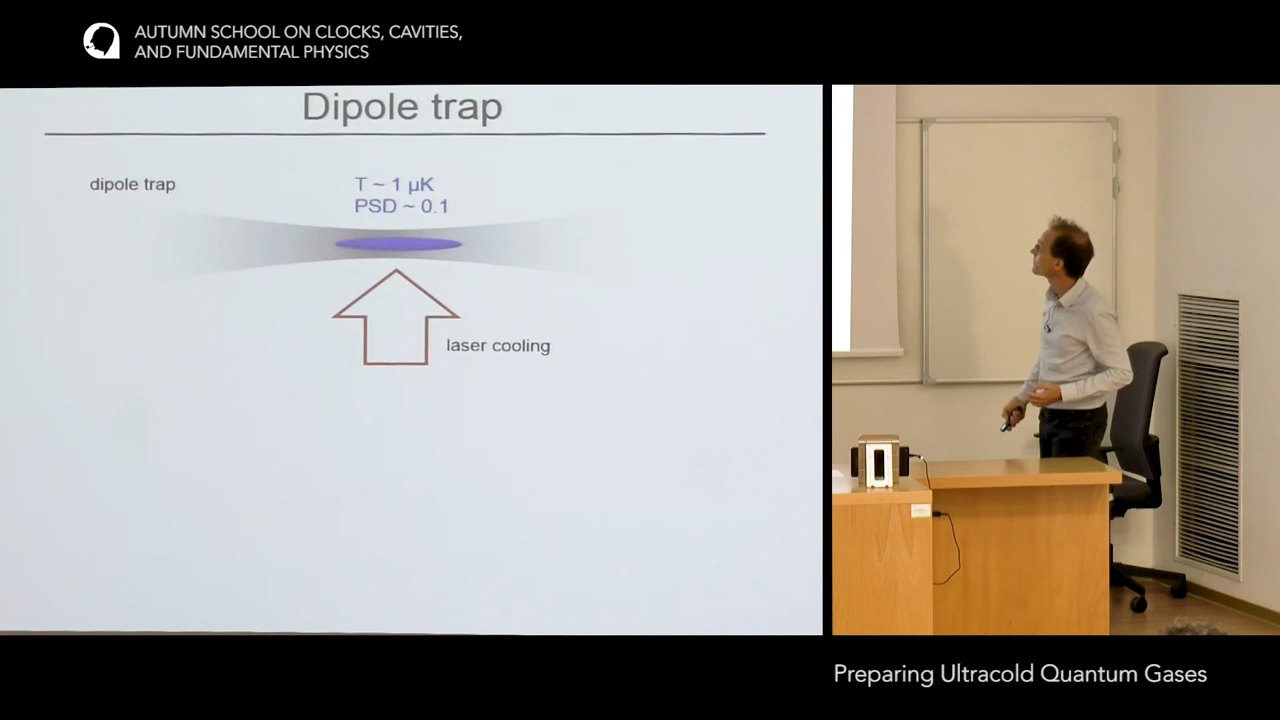 AUTUMN SCHOOL ON CLOCKS, CAVITIES,
AND FUNDAMENTAL PHYSICS
Dipole trap
dipole trap
T ~ 1 µK
PSD ~ 0.1
laser cooling
Preparing Ultracold Quantum Gases